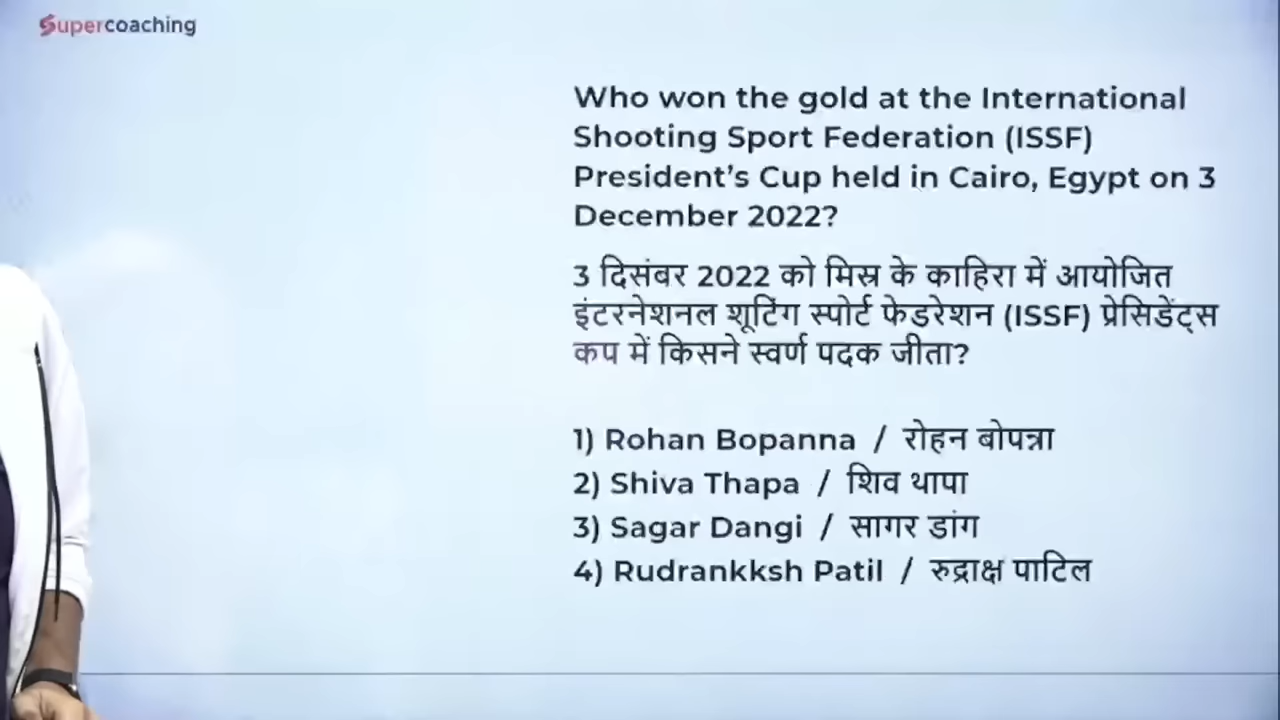 Supercoaching
Who won the gold at the International
Shooting Sport Federation (ISSF)
President's Cup held in Cairo, Egypt on 3
December 2022?
3 दिसंबर 2022 को मिस्र के काहिरा में आयोजित
इंटरनेशनल शूटिंग स्पोर्ट फेडरेशन (ISSF) प्रेसिडेंट्स
कप में किसने स्वर्ण पदक जीता?
1) Rohan Bopanna / रोहन बोपन्ना
2) Shiva Thapa / शिव थापा
3) Sagar Dangi / सागर डांग
4) Rudrankksh Patil / रुद्राक्ष पाटिल